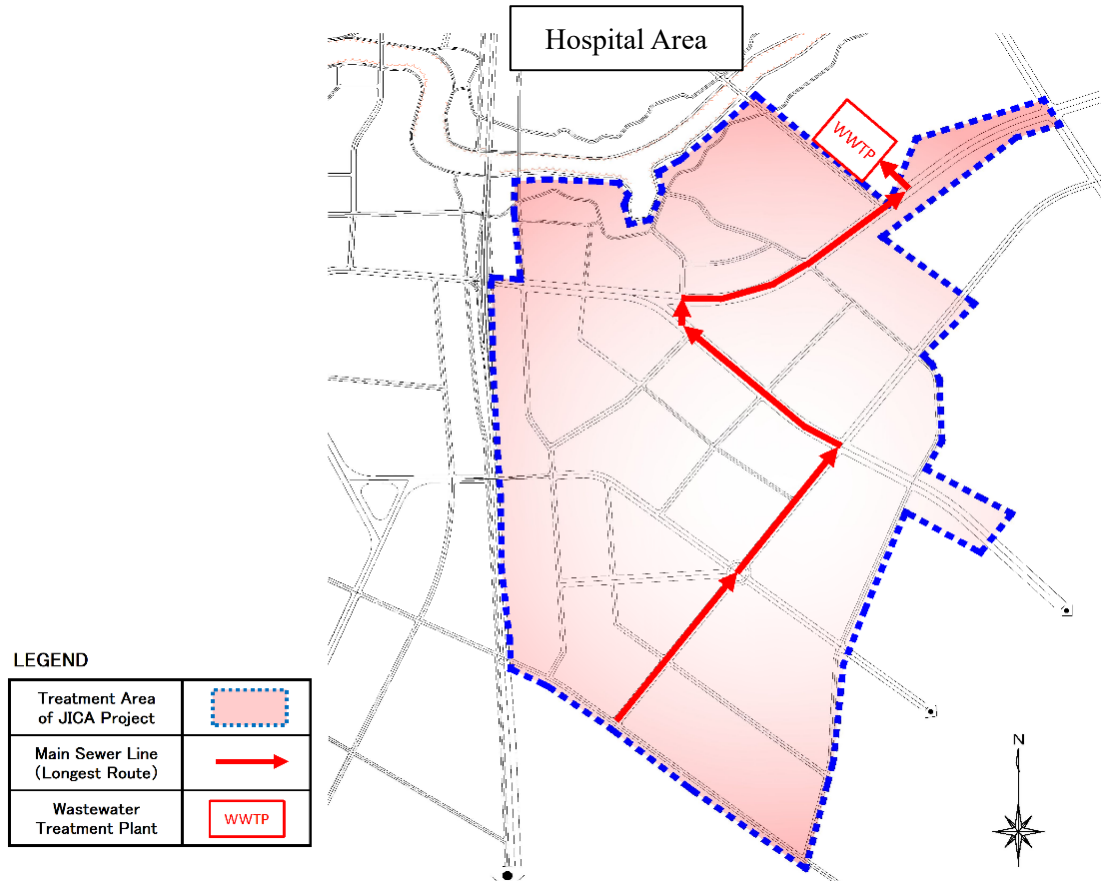 Hospital Area
WWTP
LEGEND
Treatment Area
of JICA Project
Main Sewer Line
(Longest Route)
Wastewater
Treatment Plant
WWTP
N